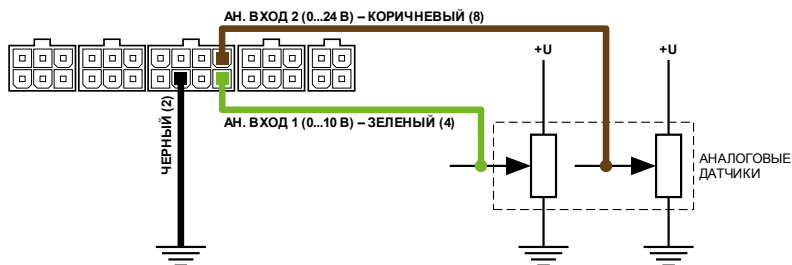 АН. ВХОД 2 (0...24 В) – КОРИЧНЕВЫЙ (8)
+U
+U
ЧЕРНЫЙ (2)
АН. ВХОД 1 (0...10 В) – ЗЕЛЕНЫЙ (4)
АНАЛОГОВЫЕ
ДАТЧИКИ